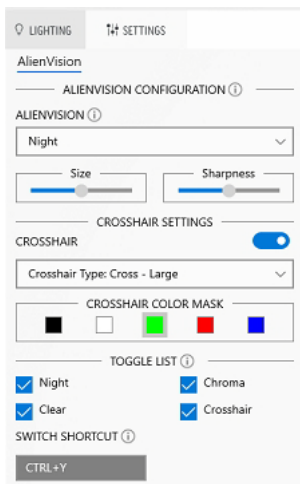 LIGHTING SETTINGS
AlienVision
ALIENVISION CONFIGURATION
ALIENVISION
Night
Size Sharpness
CROSSHAIR SETTINGS
CROSSHAIR
Crosshair Type: Cross - Large
CROSSHAIR COLOR MASK
TOGGLE LIST
Night Chroma
Clear Crosshair
SWITCH SHORTCUT
CTRL+Y